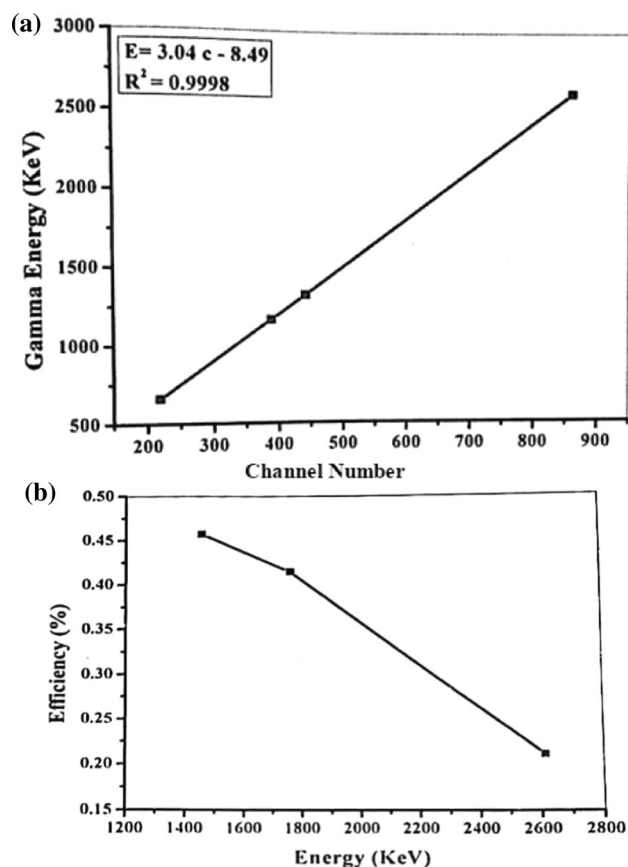 (a)
E= 3.04 c - 8.49
R² = 0.9998
Gamma Energy (KeV)
3000
2500
2000
1500
1000
500
200 300 400 500 600 700 800 900
Channel Number
(b)
Efficiency (%)
0.50
0.45
0.40
0.35
0.30
0.25
0.20
0.15
1200 1400 1600 1800 2000 2200 2400 2600 2800
Energy (KeV)